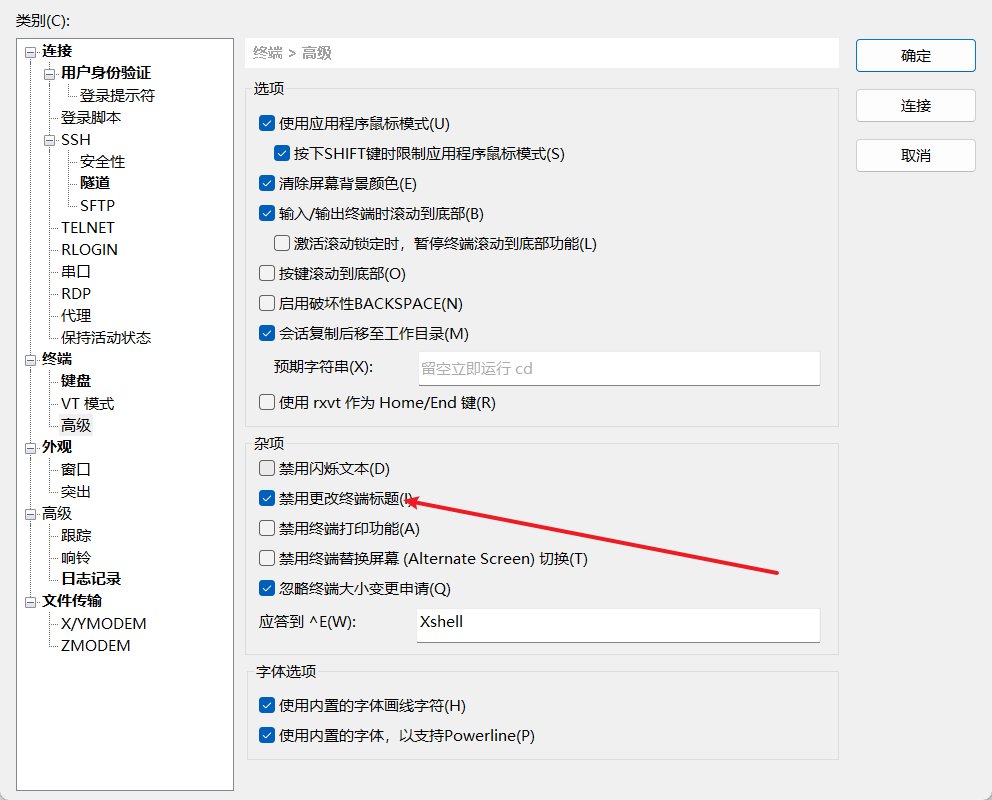 类别(C):
连接
用户身份验证
登录提示符
登录脚本
SSH
安全性
隧道
SFTP
TELNET
RLOGIN
串口
RDP
代理
保持活动状态
终端
键盘
VT 模式
高级
外观
窗口
突出
高级
跟踪
响铃
日志记录
文件传输
X/YMODEM
ZMODEM
终端 > 高级
选项
使用应用程序鼠标模式(U)
按下SHIFT键时限制应用程序鼠标模式(S)
清除屏幕背景颜色(E)
输入/输出终端时滚动到底部(B)
激活滚动锁定时，暂停终端滚动到底部功能(L)
按键滚动到底部(O)
启用破坏性BACKSPACE(N)
会话复制后移至工作目录(M)
预期字符串(X):
留空立即运行 cd
使用 rxvt 作为 Home/End 键(R)
杂项
禁用闪烁文本(D)
禁用更改终端标题(I)
禁用终端打印功能(A)
禁用终端替换屏幕 (Alternate Screen) 切换(T)
忽略终端大小变更申请(Q)
应答到 ^E(W):
Xshell
字体选项
使用内置的字体画线字符(H)
使用内置的字体，以支持Powerline(P)
确定
连接
取消